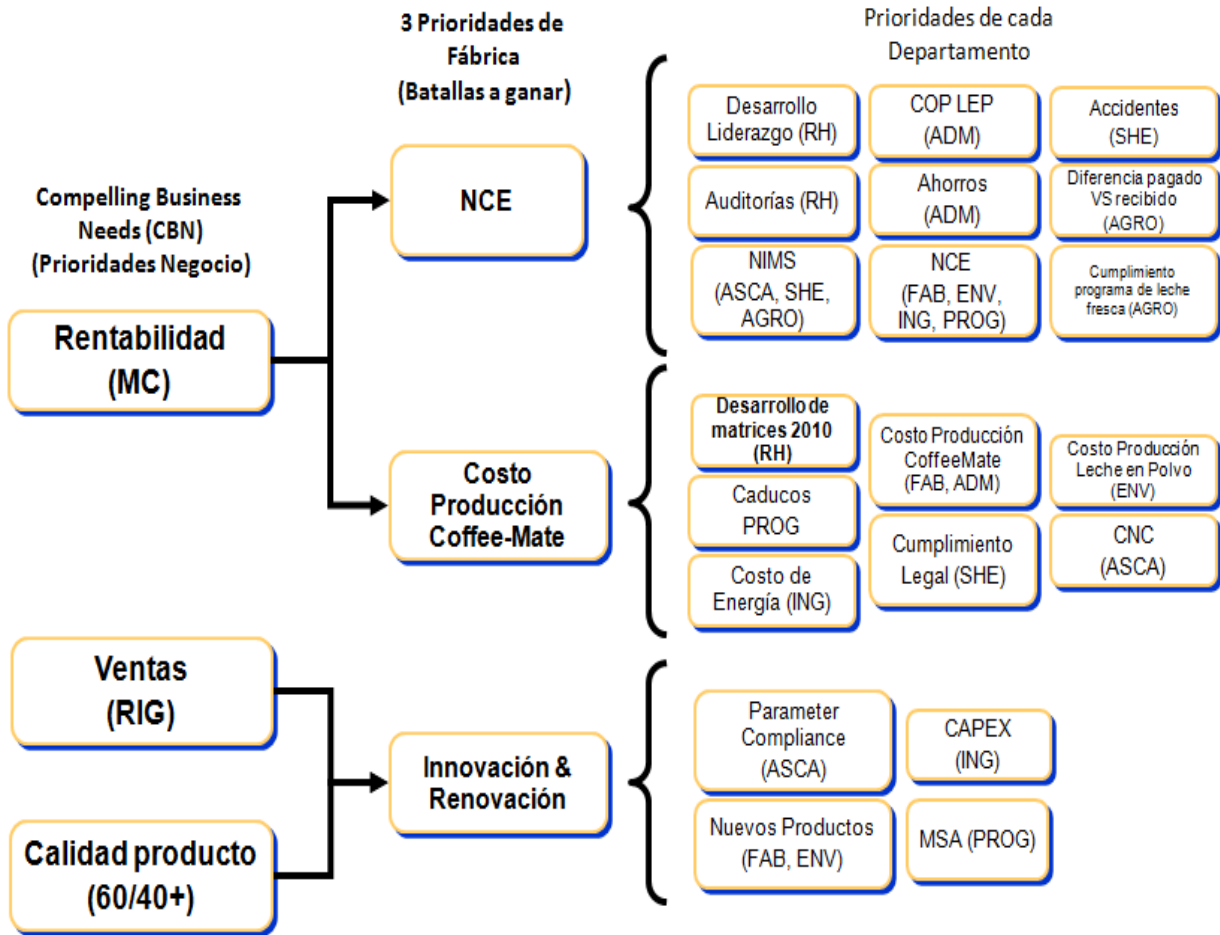 3 Prioridades de
Fábrica
(Batallas a ganar)
Prioridades de cada
Departamento
Compelling Business
Needs (CBN)
(Prioridades Negocio)
Rentabilidad
(MC)
Ventas
(RIG)
Calidad producto
(60/40+)
NCE
Costo
Producción
Coffee-Mate
Innovación &
Renovación
Desarrollo
Liderazgo (RH)
COP LEP
(ADM)
Accidentes
(SHE)
Auditorías (RH)
Ahorros
(ADM)
Diferencia pagado
VS recibido
(AGRO)
NIMS
(ASCA, SHE,
AGRO)
NCE
(FAB, ENV,
ING, PROG)
Cumplimiento
programa de leche
fresca (AGRO)
Desarrollo de
matrices 2010
(RH)
Costo Producción
CoffeeMate
(FAB, ADM)
Costo Producción
Leche en Polvo
(ENV)
Caducos
PROG
Cumplimiento
Legal (SHE)
CNC
(ASCA)
Costo de
Energía (ING)
Parameter
Compliance
(ASCA)
CAPEX
(ING)
Nuevos Productos
(FAB, ENV)
MSA (PROG)